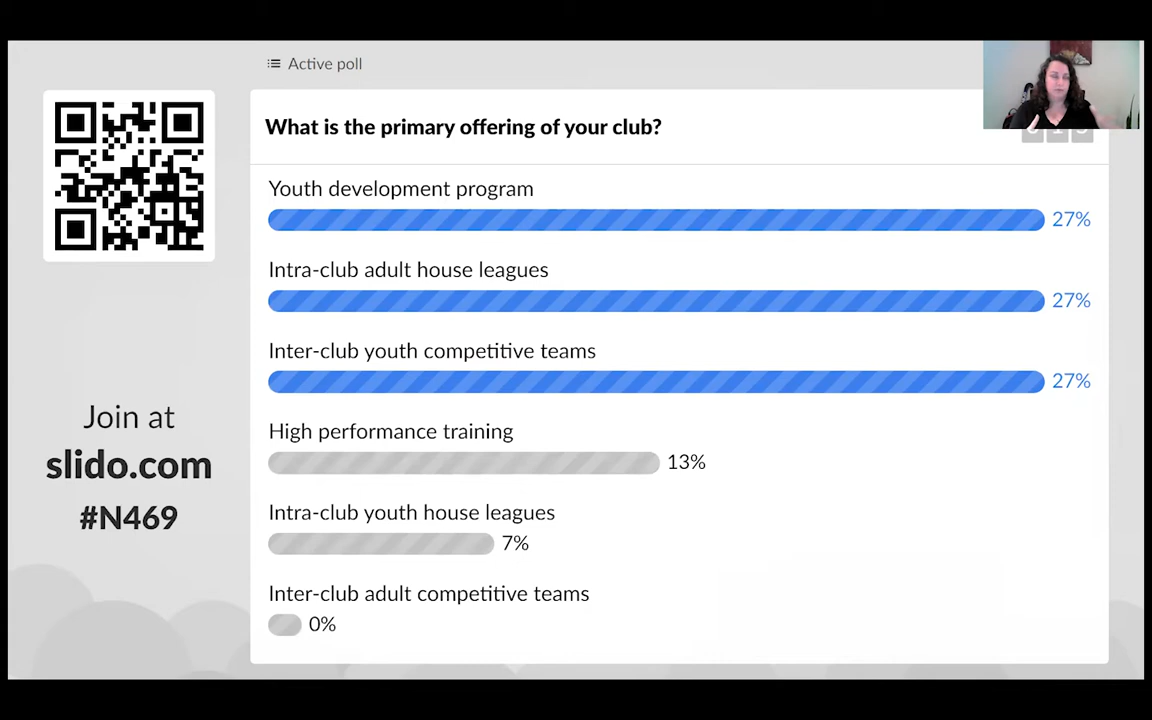 Active poll
What is the primary offering of your club?
Youth development program
27%
Intra-club adult house leagues
27%
Inter-club youth competitive teams
27%
High performance training
13%
Intra-club youth house leagues
7%
Inter-club adult competitive teams
0%
Join at
slido.com
#N469